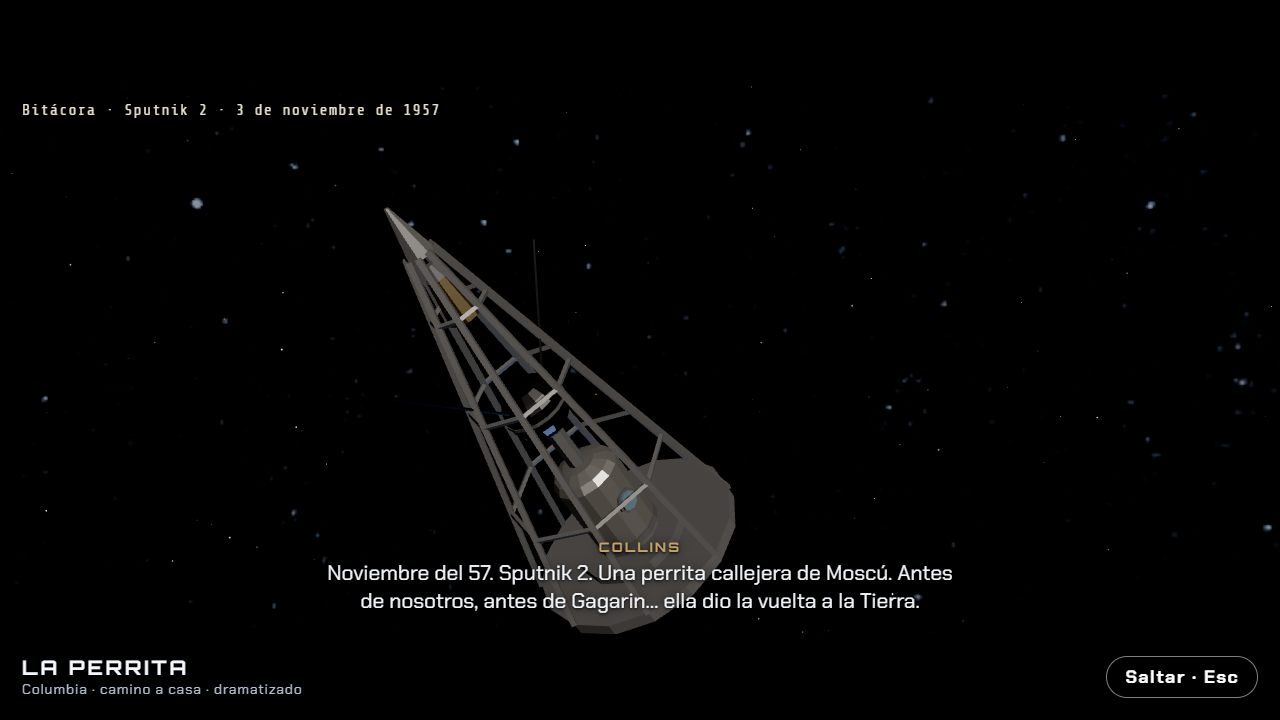 Bitácora · Sputnik 2 · 3 de noviembre de 1957
COLLINS
Noviembre del 57. Sputnik 2. Una perrita callejera de Moscú. Antes
de nosotros, antes de Gagarin... ella dio la vuelta a la Tierra.
LA PERRITA
Columbia · camino a casa · dramatizado
Saltar · Esc